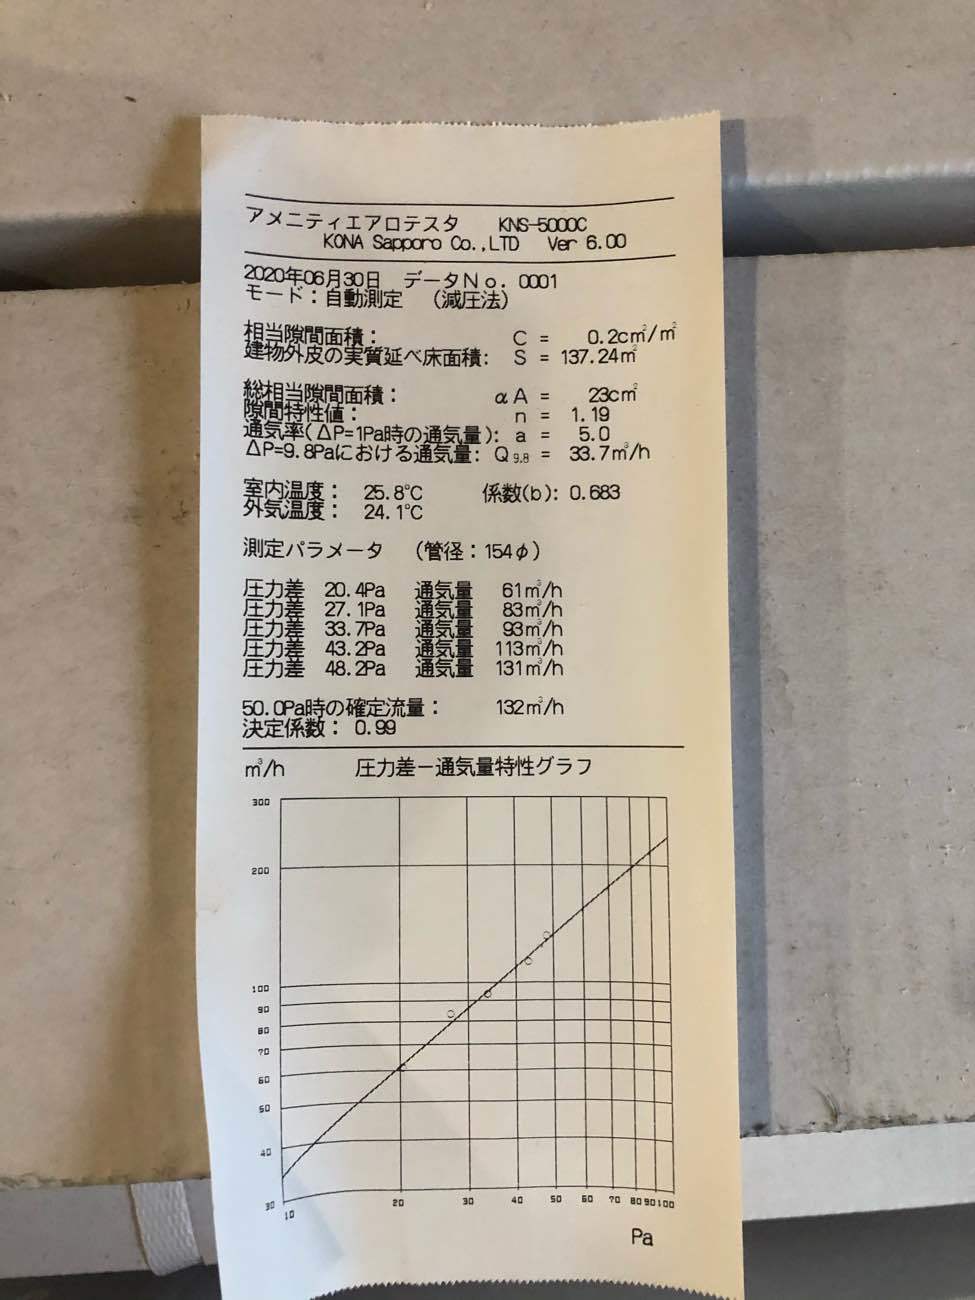 アメニティエアロテスタ KNS-5000C
KONA Sapporo Co.,LTD Ver 6.00
2020年06月30日 データNo. 0001
モード：自動測定 （減圧法）
相当隙間面積： C = 0.2c㎡/㎡
建物外皮の実質延べ床面積: S = 137.24㎡
総相当隙間面積： αA = 23c㎡
隙間特性値： n = 1.19
通気率(ΔP=1Pa時の通気量): a = 5.0
ΔP=9.8Paにおける通気量: Q9.8 = 33.7㎥/h
室内温度： 25.8℃ 係数(b): 0.683
外気温度： 24.1℃
測定パラメータ （管径：154φ）
圧力差 20.4Pa 通気量 61㎥/h
圧力差 27.1Pa 通気量 83㎥/h
圧力差 33.7Pa 通気量 93㎥/h
圧力差 43.2Pa 通気量 113㎥/h
圧力差 48.2Pa 通気量 131㎥/h
50.0Pa時の確定流量： 132㎥/h
決定係数： 0.99
㎥/h 圧力差－通気量特性グラフ
300
200
100
90
80
70
60
50
40
30
10 20 30 40 50 60 70 80 90 100
Pa